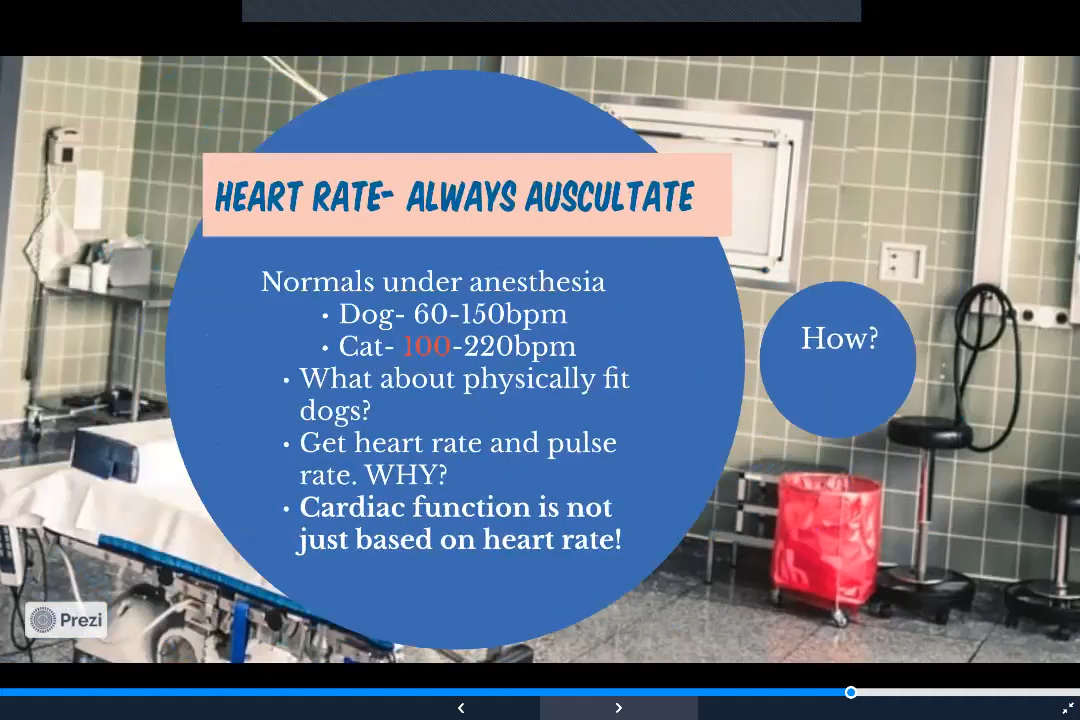 HEART RATE- ALWAYS AUSCULTATE
Normals under anesthesia
• Dog- 60-150bpm
• Cat- 100-220bpm
• What about physically fit
dogs?
• Get heart rate and pulse
rate. WHY?
• Cardiac function is not
just based on heart rate!
How?
Prezi